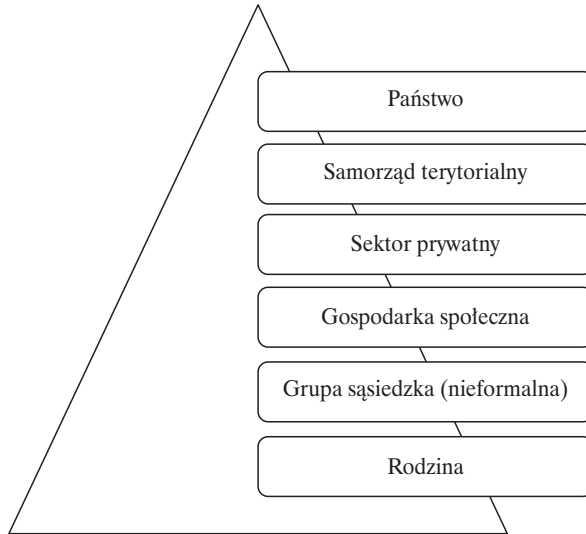 Państwo
Samorząd terytorialny
Sektor prywatny
Gospodarka społeczna
Grupa sąsiedzka (nieformalna)
Rodzina